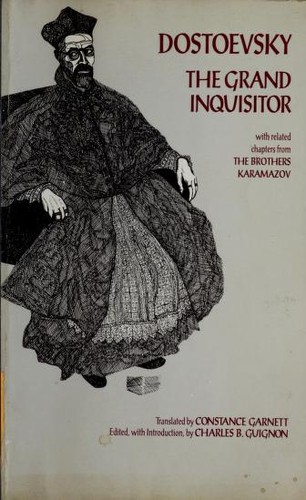 DOSTOEVSKY
THE GRAND
INQUISITOR
with related
chapters from
THE BROTHERS
KARAMAZOV
Translated by CONSTANCE GARNETT
Edited, with Introduction, by CHARLES B. GUIGNON